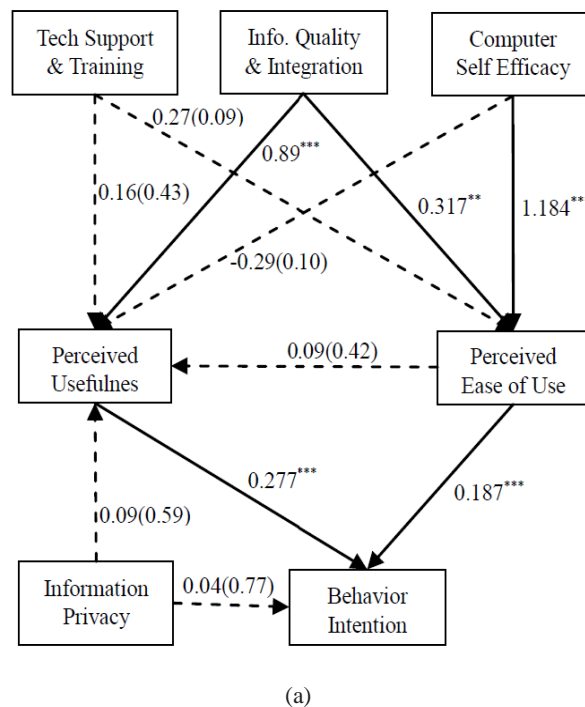 Tech Support
& Training
Info. Quality
& Integration
Computer
Self Efficacy
0.27(0.09)
0.89***
0.16(0.43)
0.317**
1.184**
-0.29(0.10)
Perceived
Usefulnes
0.09(0.42)
Perceived
Ease of Use
0.277***
0.187***
0.09(0.59)
Information
Privacy
0.04(0.77)
Behavior
Intention
(a)